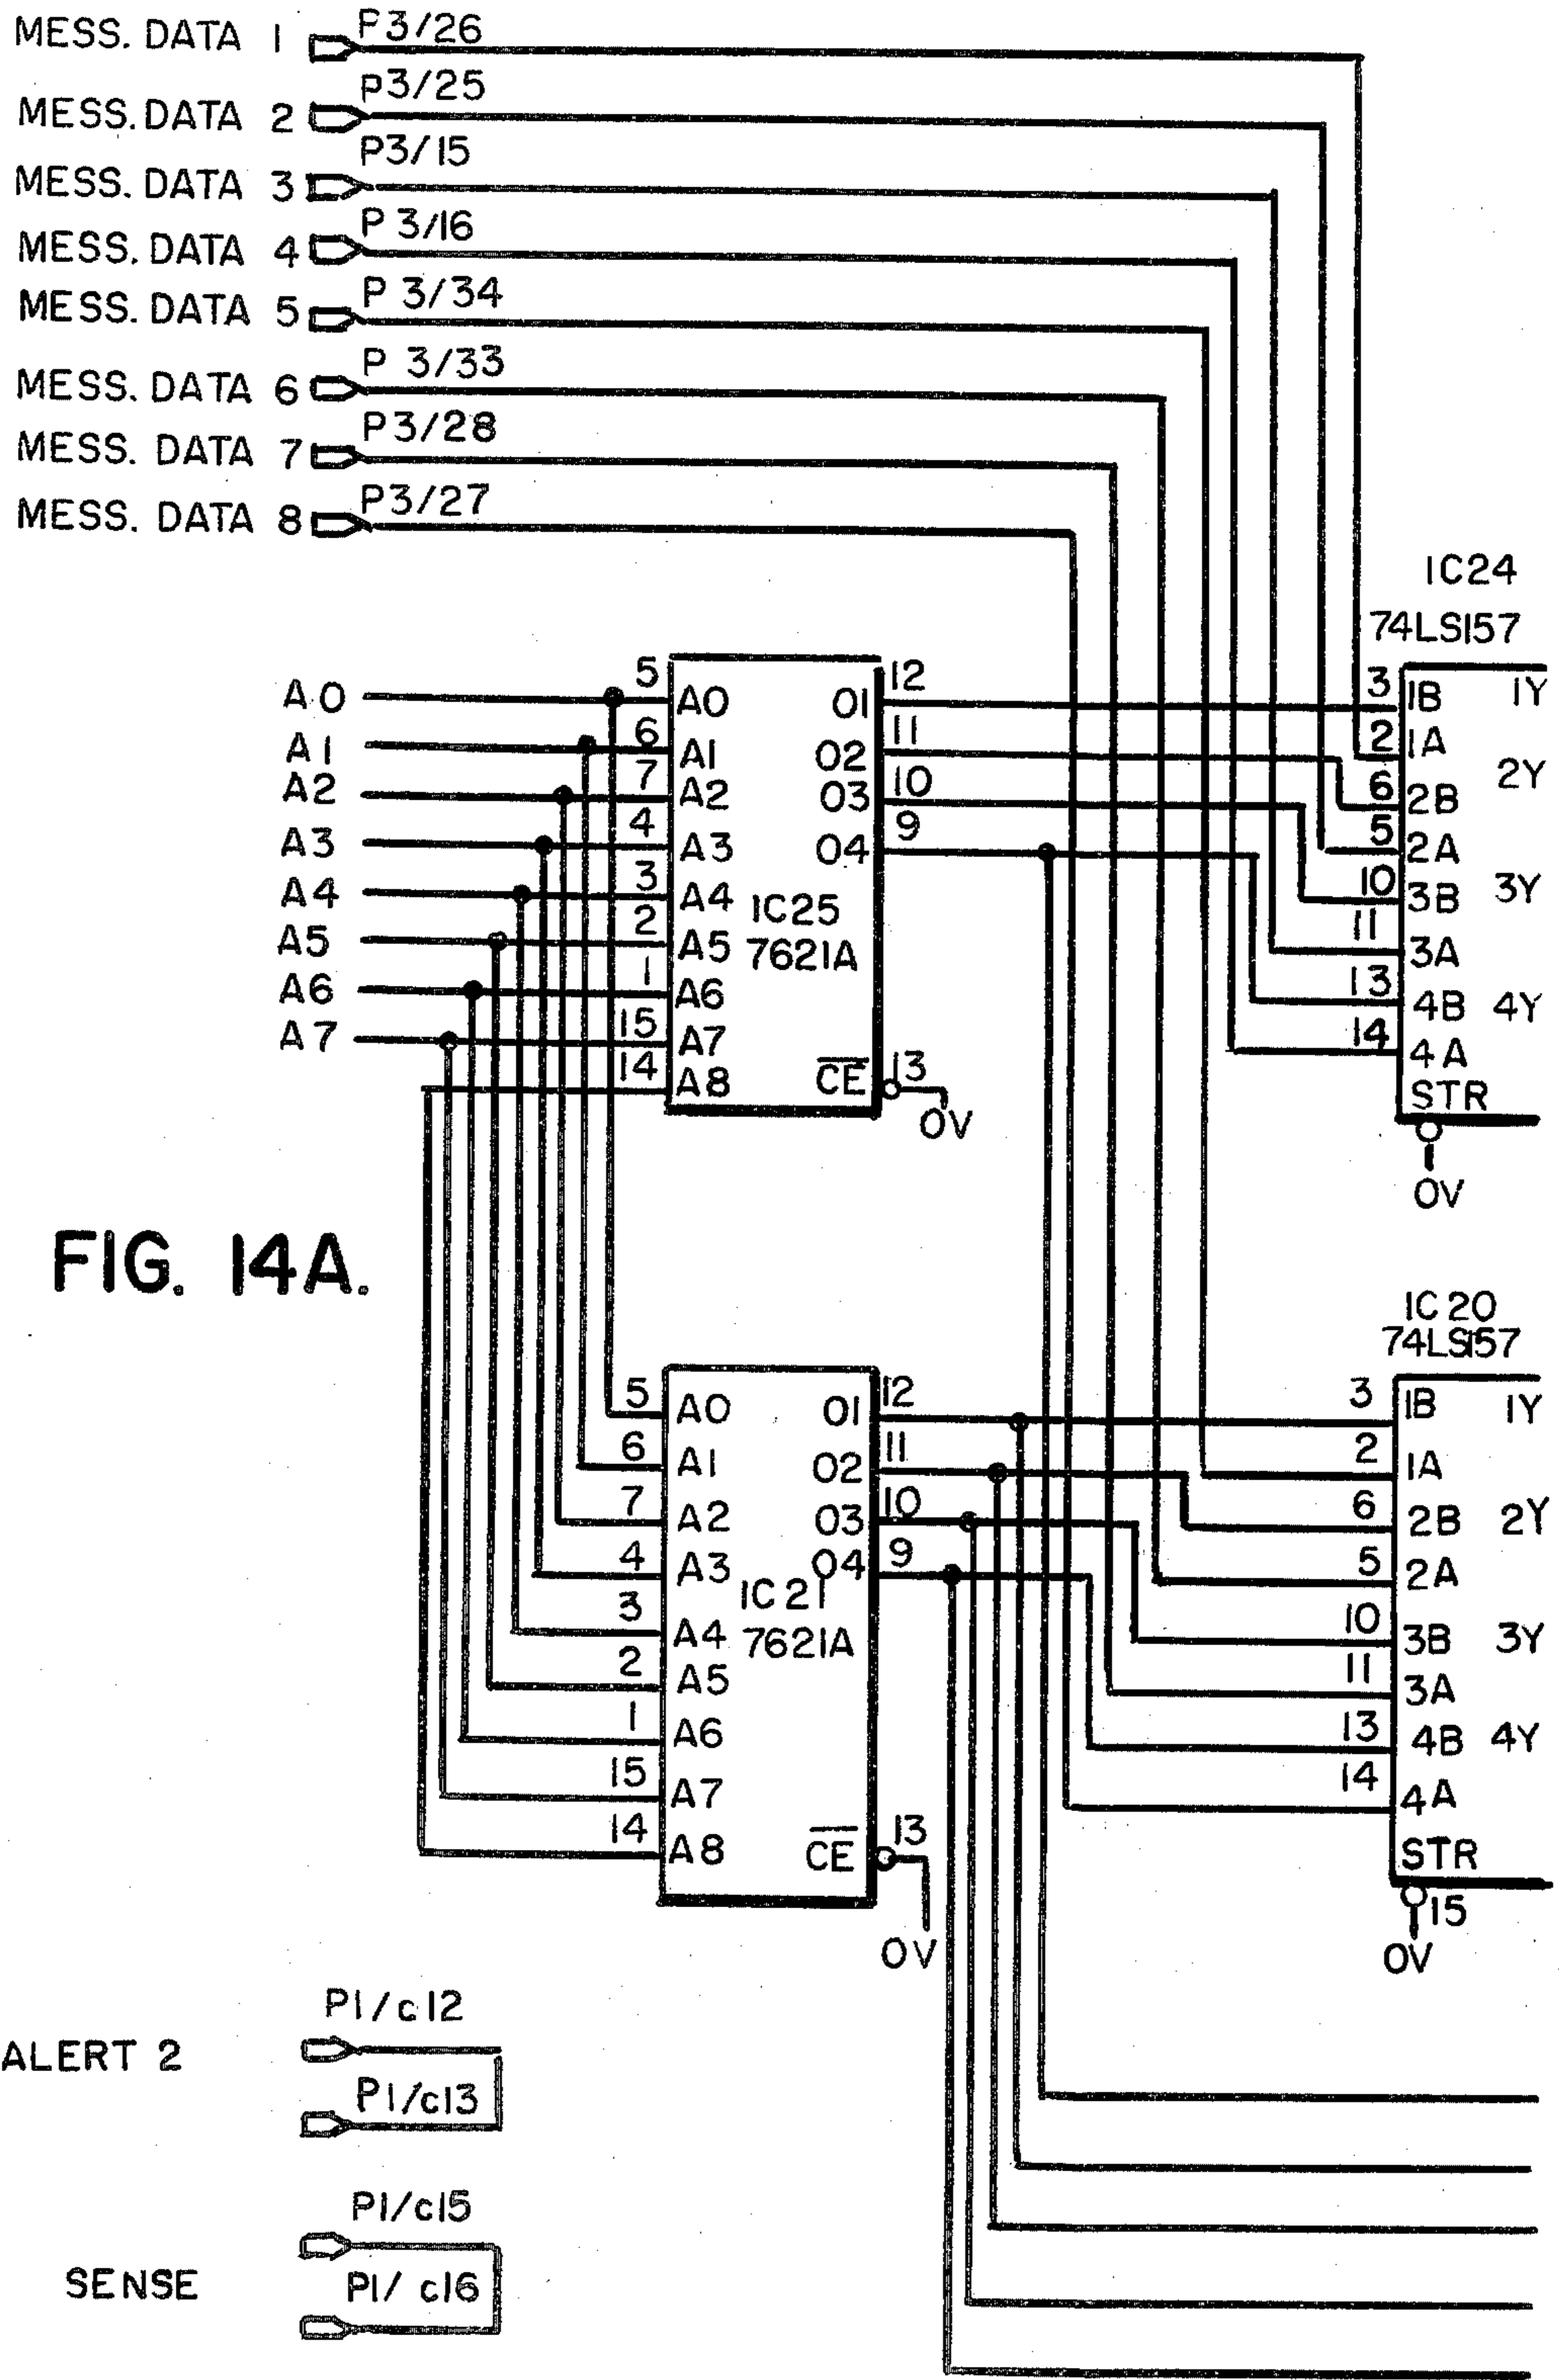 MESS. DATA 1 P3/26
MESS. DATA 2 P3/25
MESS. DATA 3 P3/15
MESS. DATA 4 P 3/16
MESS. DATA 5 P 3/34
MESS. DATA 6 P 3/33
MESS. DATA 7 P3/28
MESS. DATA 8 P3/27
IC24
74LS157
A0 5 A0 O1 12 3 1B 1Y
A1 6 A1 O2 11 2 1A
A2 7 A2 O3 10 6 2B 2Y
A3 4 A3 O4 9 5 2A
A4 3 A4 10 3B 3Y
IC25
A5 2 A5 11 3A
7621A
A6 1 A6 13 4B 4Y
A7 15 A7 14 4A
14 A8 CE 13 STR
0V
0V
FIG. 14A.
IC20
74LS157
5 A0 O1 12 3 1B 1Y
6 A1 O2 11 2 1A
7 A2 O3 10 6 2B 2Y
4 A3 O4 9 5 2A
IC21
3 A4 7621A 10 3B 3Y
2 A5 11 3A
1 A6 13 4B 4Y
15 A7 14 4A
14 A8 CE 13 STR
15
0V
0V
P1/c12
ALERT 2
P1/c13
P1/c15
SENSE P1/ c16